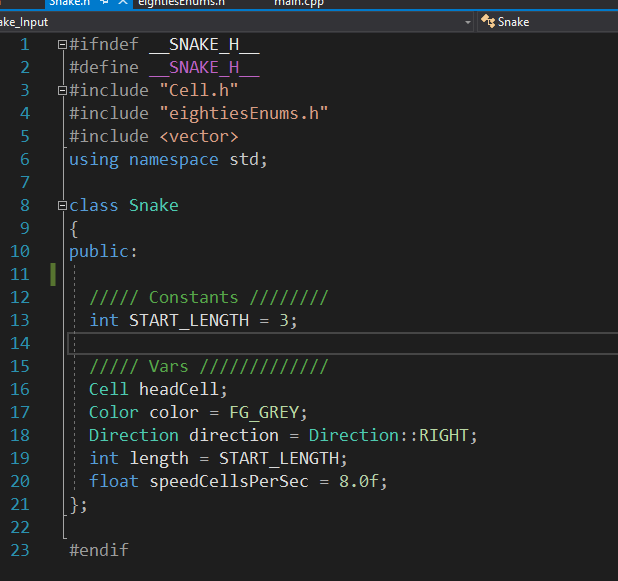 Snake.h eightiesEnums.h main.cpp
ake_Input Snake
1 #ifndef __SNAKE_H__
2 #define __SNAKE_H__
3 #include "Cell.h"
4 #include "eightiesEnums.h"
5 #include <vector>
6 using namespace std;
7
8 class Snake
9 {
10 public:
11
12 ///// Constants ////////
13 int START_LENGTH = 3;
14
15 ///// Vars /////////////
16 Cell headCell;
17 Color color = FG_GREY;
18 Direction direction = Direction::RIGHT;
19 int length = START_LENGTH;
20 float speedCellsPerSec = 8.0f;
21 };
22
23 #endif